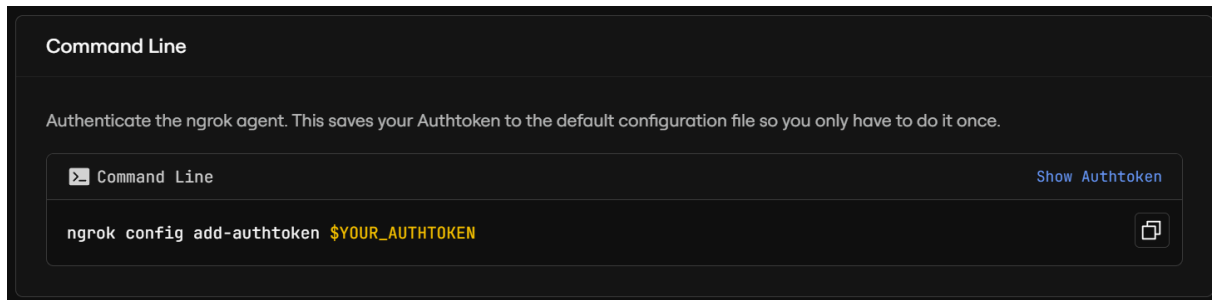 Command Line
Authenticate the ngrok agent. This saves your Authtoken to the default configuration file so you only have to do it once.
Command Line Show Authtoken
ngrok config add-authtoken $YOUR_AUTHTOKEN